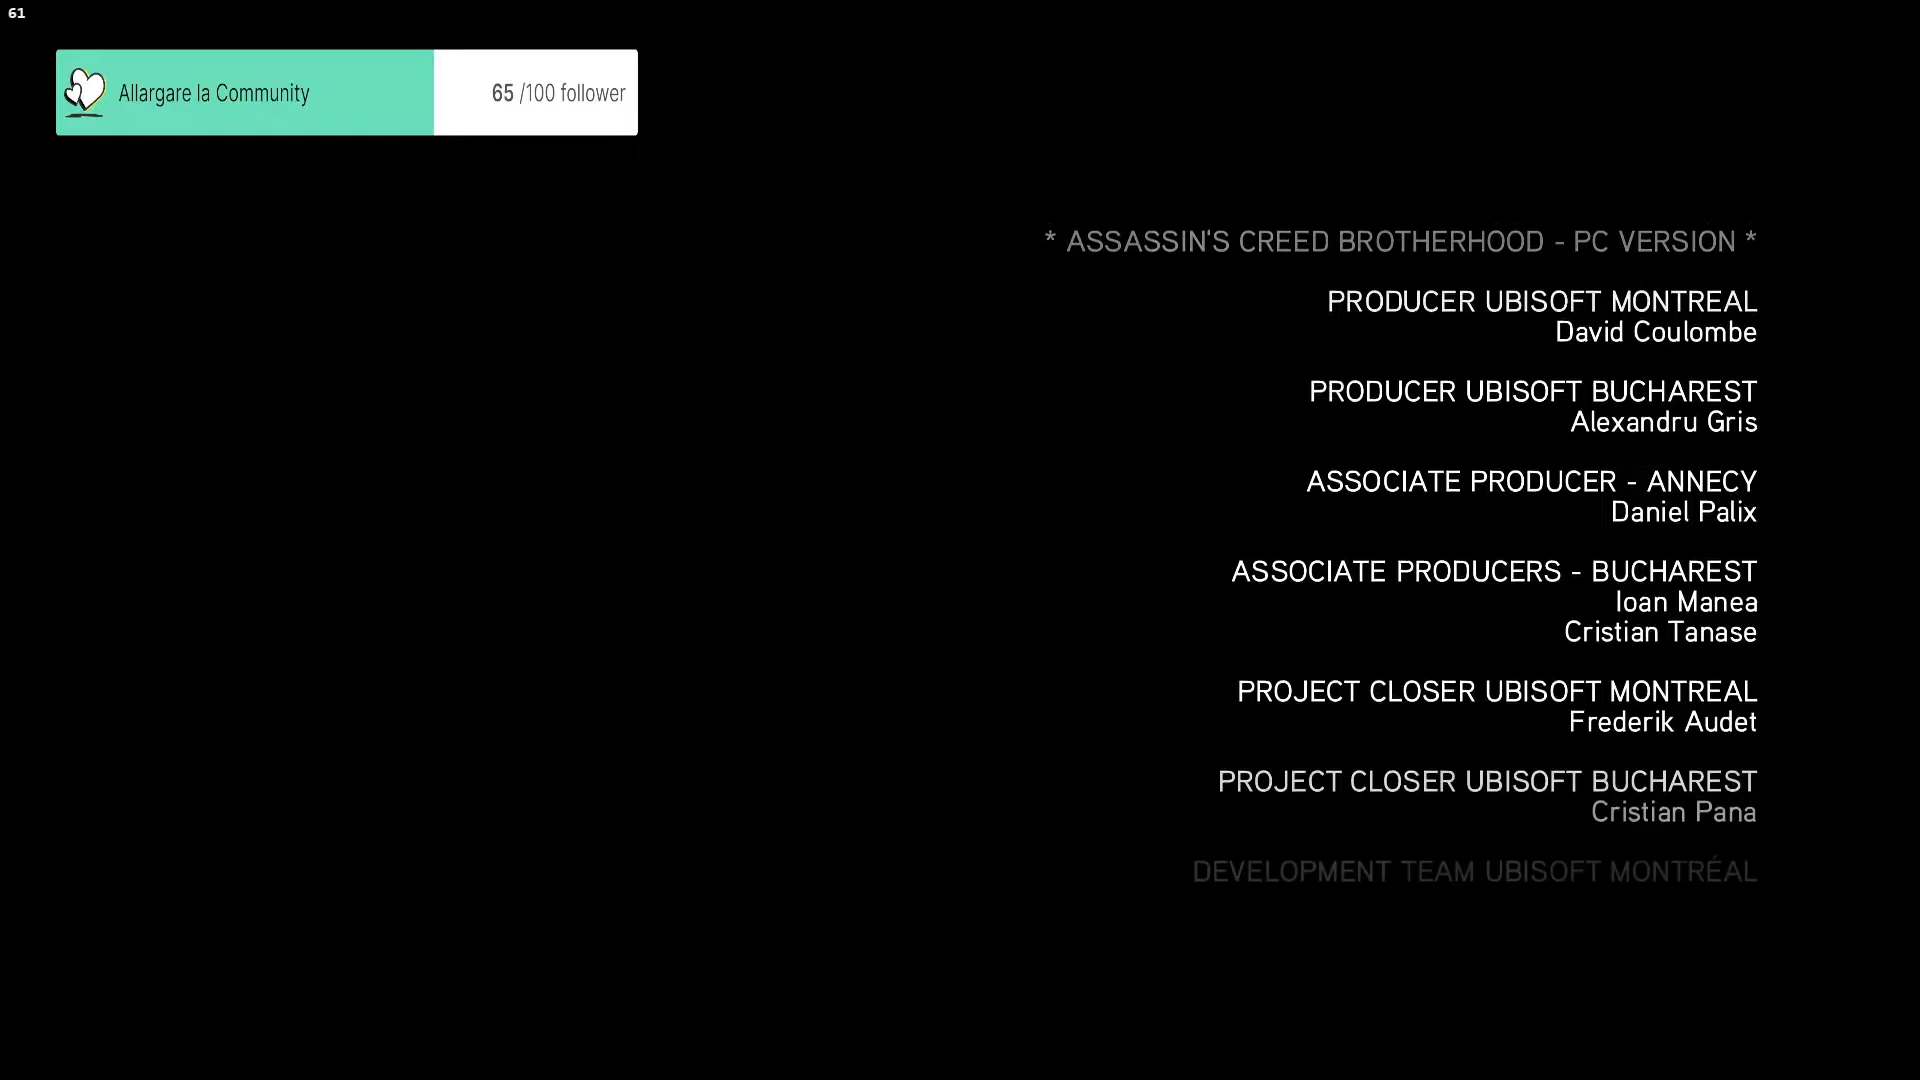 61
Allargare la Community
65 /100 follower
* ASSASSIN'S CREED BROTHERHOOD - PC VERSION *
PRODUCER UBISOFT MONTREAL
David Coulombe
PRODUCER UBISOFT BUCHAREST
Alexandru Gris
ASSOCIATE PRODUCER - ANNECY
Daniel Palix
ASSOCIATE PRODUCERS - BUCHAREST
Ioan Manea
Cristian Tanase
PROJECT CLOSER UBISOFT MONTREAL
Frederik Audet
PROJECT CLOSER UBISOFT BUCHAREST
Cristian Pana
DEVELOPMENT TEAM UBISOFT MONTRÉAL